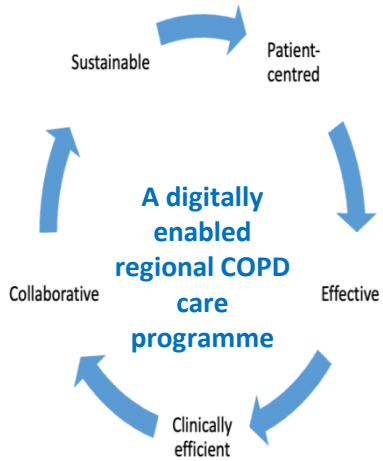 Sustainable
Patient-
centred
A digitally
enabled
regional COPD
care
programme
Collaborative
Effective
Clinically
efficient